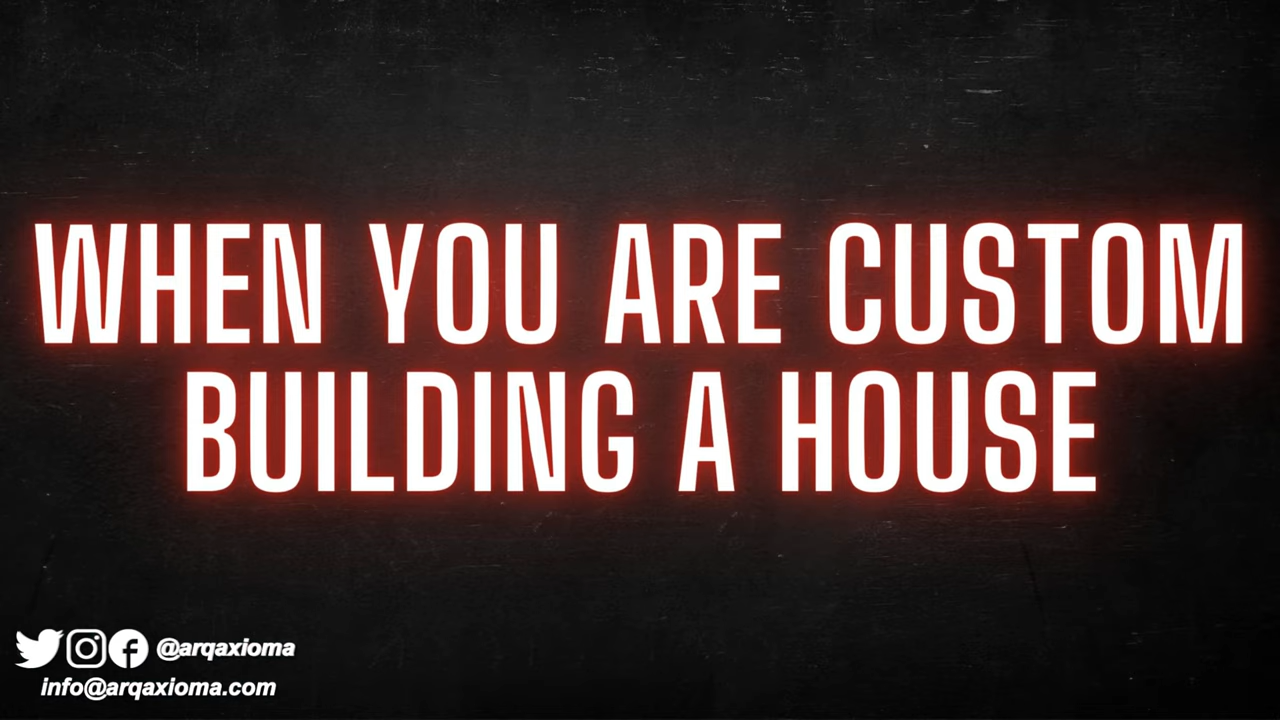 WHEN YOU ARE CUSTOM
BUILDING A HOUSE
@arqaxioma
info@arqaxioma.com